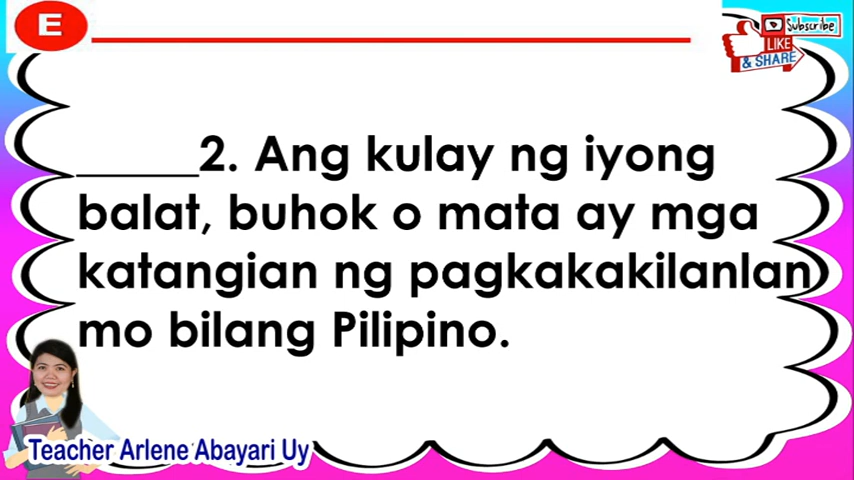 E
Subscribe
LIKE
& SHARE
_____2. Ang kulay ng iyong
balat, buhok o mata ay mga
katangian ng pagkakakilanlan
mo bilang Pilipino.
Teacher Arlene Abayari Uy